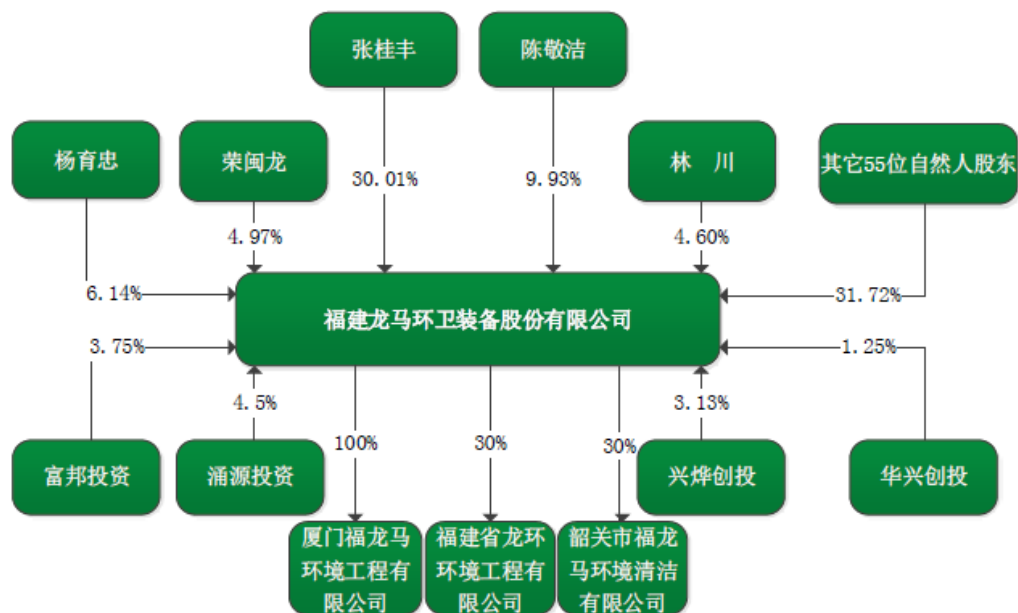 张桂丰
陈敬洁
杨育忠
荣闽龙
林 川
其它55位自然人股东
30.01%
9.93%
4.97%
4.60%
6.14%
31.72%
福建龙马环卫装备股份有限公司
3.75%
1.25%
4.5%
3.13%
100%
30%
30%
富邦投资
涌源投资
兴烨创投
华兴创投
厦门福龙马
环境工程有
限公司
福建省龙环
环境工程有
限公司
韶关市福龙
马环境清洁
有限公司